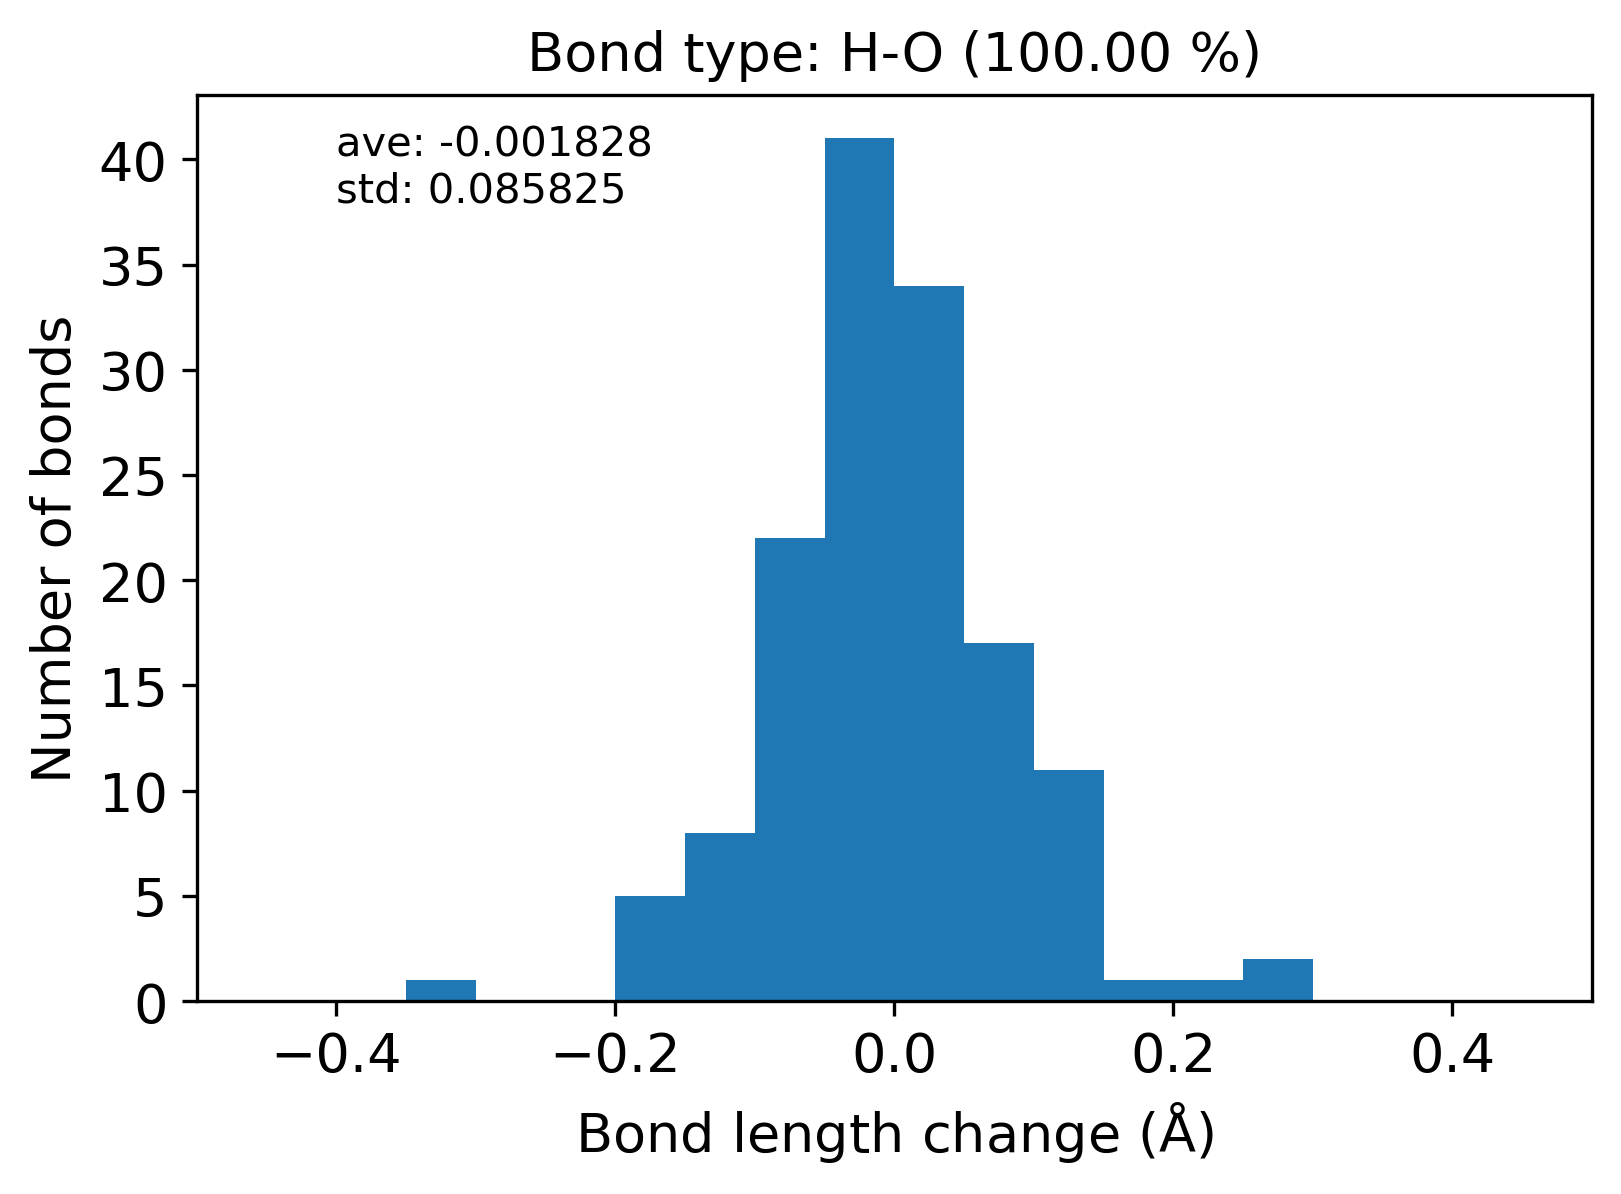 Bond type: H-O (100.00 %)
ave: -0.001828
std: 0.085825
Number of bonds
40
35
30
25
20
15
10
5
0
−0.4 −0.2 0.0 0.2 0.4
Bond length change (Å)